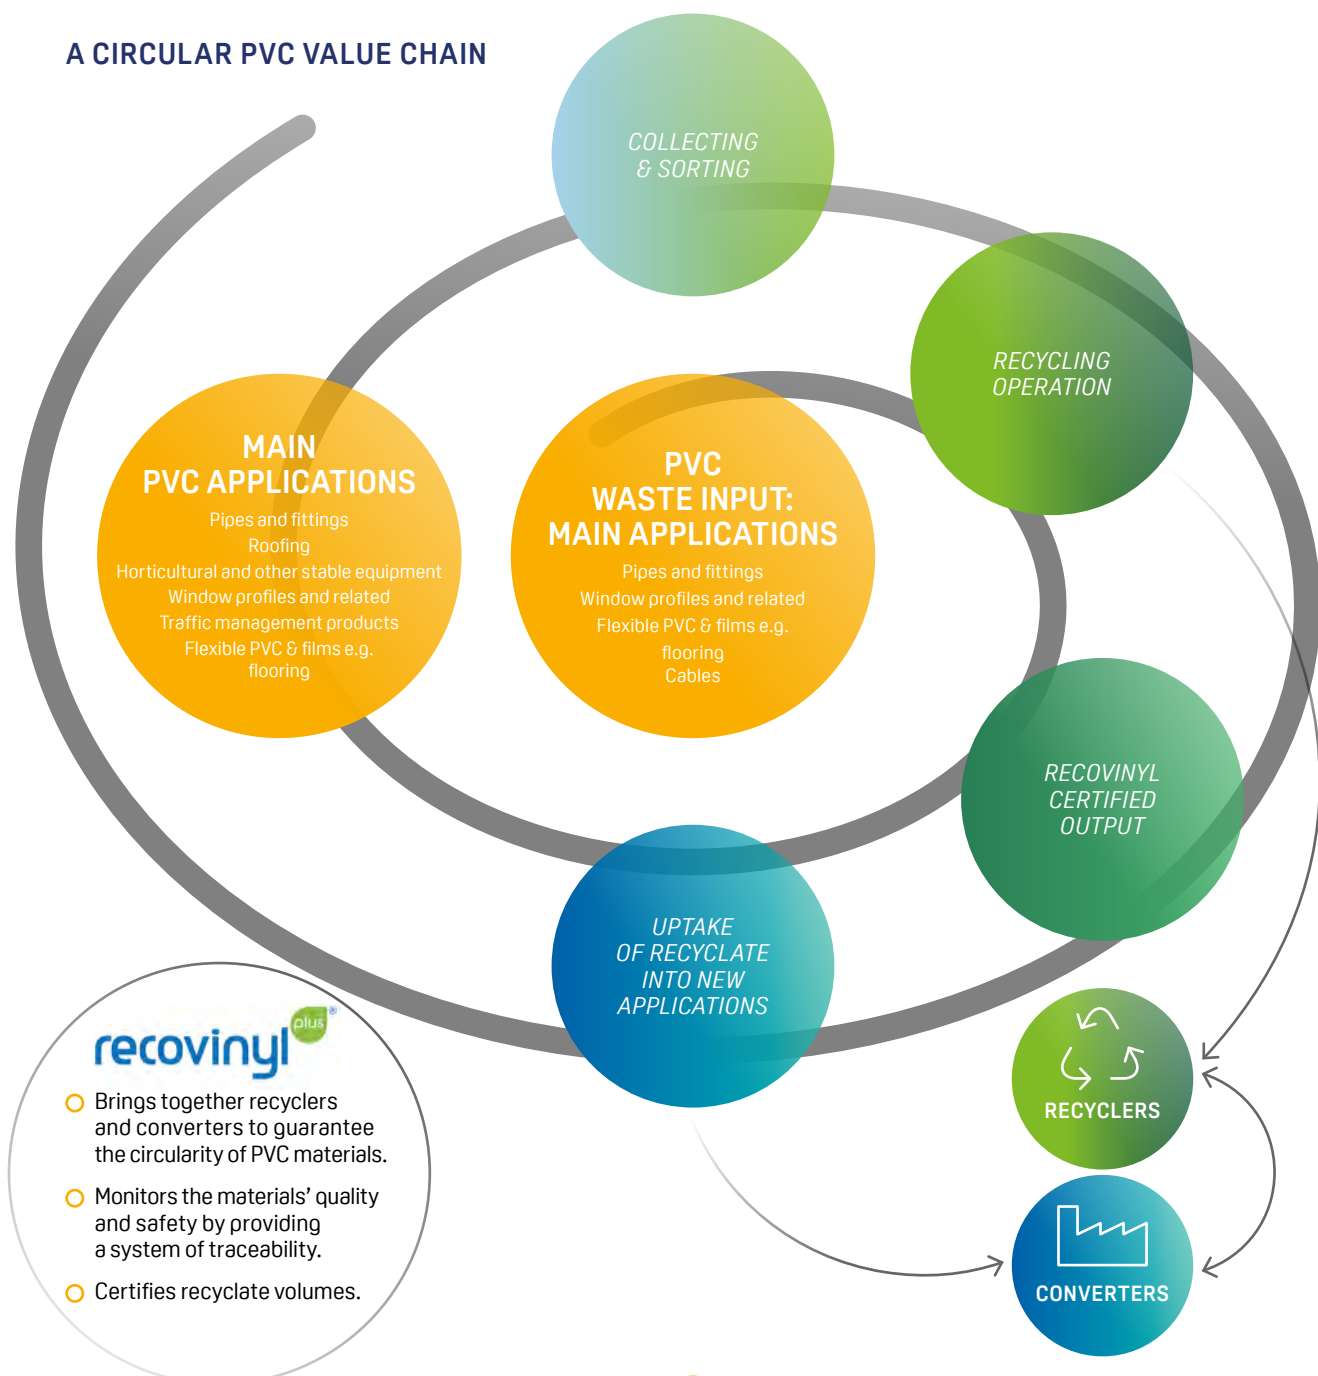 A CIRCULAR PVC VALUE CHAIN
COLLECTING
& SORTING
RECYCLING
OPERATION
MAIN
PVC APPLICATIONS
Pipes and fittings
Roofing
Horticultural and other stable equipment
Window profiles and related
Traffic management products
Flexible PVC & films e.g.
flooring
PVC
WASTE INPUT:
MAIN APPLICATIONS
Pipes and fittings
Window profiles and related
Flexible PVC & films e.g.
flooring
Cables
RECOVINYL
CERTIFIED
OUTPUT
UPTAKE
OF RECYCLATE
INTO NEW
APPLICATIONS
recovinyl plus®
Brings together recyclers
and converters to guarantee
the circularity of PVC materials.
Monitors the materials’ quality
and safety by providing
a system of traceability.
Certifies recyclate volumes.
RECYCLERS
CONVERTERS